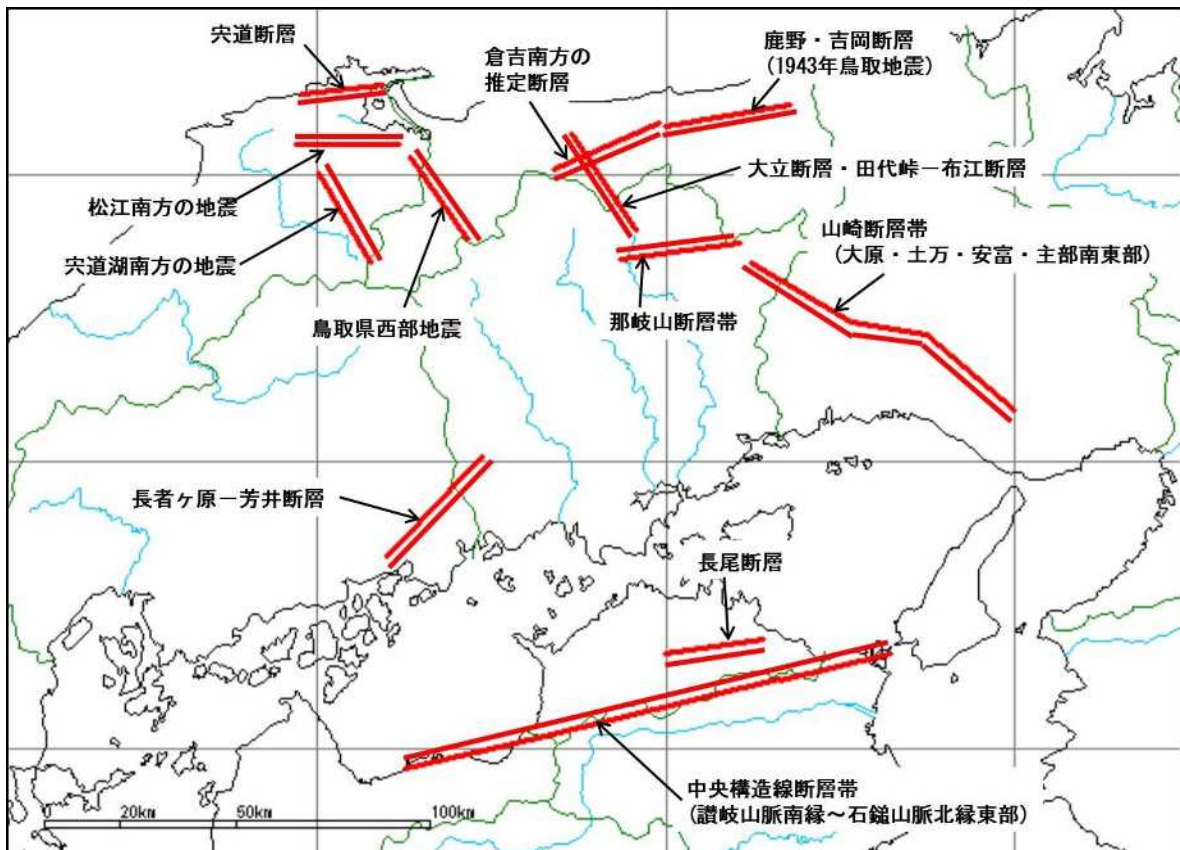 宍道断層
倉吉南方の
推定断層
鹿野・吉岡断層
(1943年鳥取地震)
大立断層・田代峠－布江断層
松江南方の地震
山崎断層帯
(大原・土万・安富・主部南東部)
宍道湖南方の地震
鳥取県西部地震
那岐山断層帯
長者ヶ原－芳井断層
長尾断層
中央構造線断層帯
(讃岐山脈南縁～石鎚山脈北縁東部)
0 20km 50km 100km